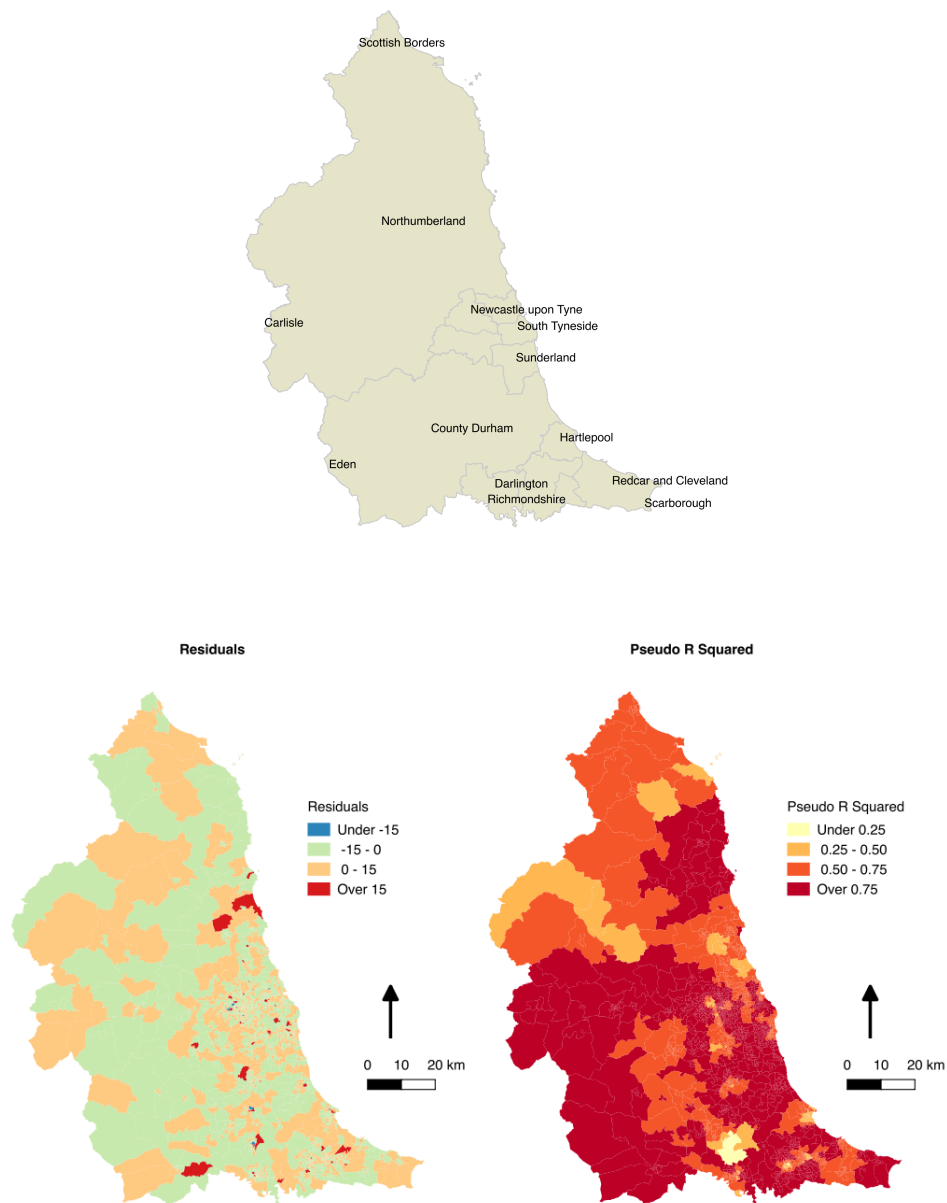 Scottish Borders
Northumberland
Newcastle upon Tyne
Carlisle
South Tyneside
Sunderland
County Durham
Hartlepool
Eden
Redcar and Cleveland
Darlington
Richmondshire
Scarborough
Residuals
Residuals
Under -15
-15 - 0
0 - 15
Over 15
0 10 20 km
Pseudo R Squared
Pseudo R Squared
Under 0.25
0.25 - 0.50
0.50 - 0.75
Over 0.75
0 10 20 km